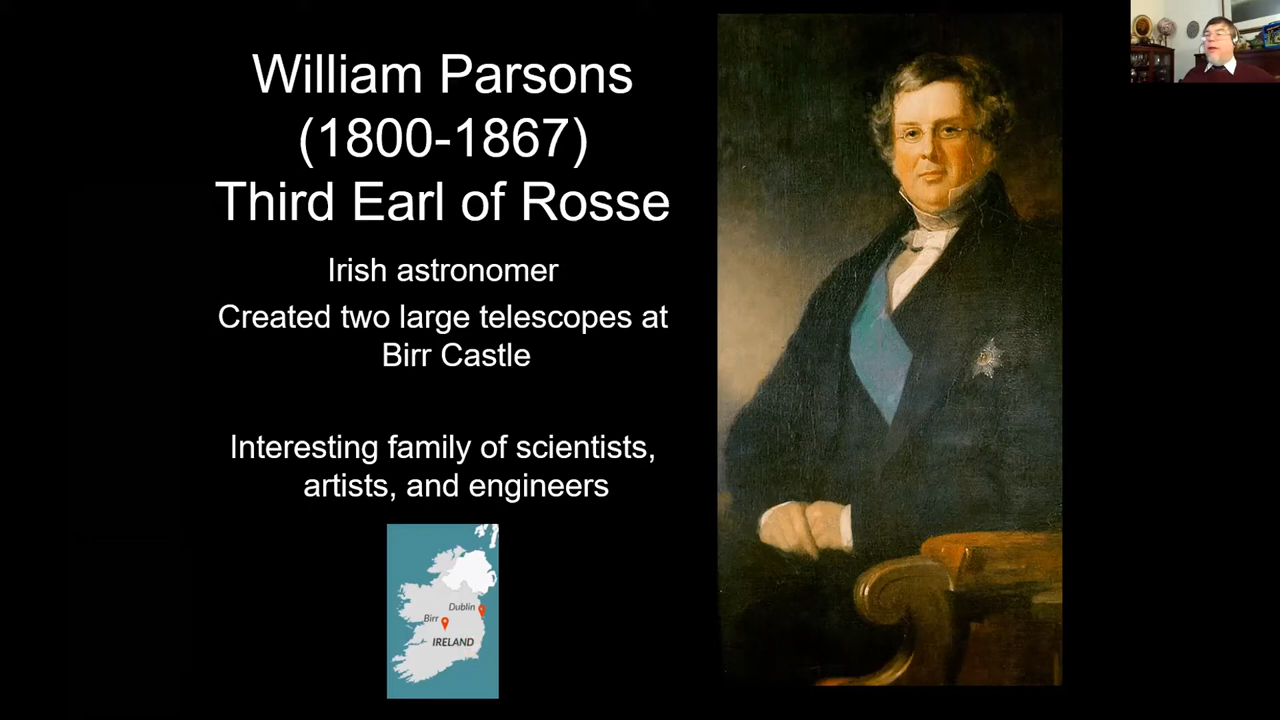 William Parsons
(1800-1867)
Third Earl of Rosse
Irish astronomer
Created two large telescopes at
Birr Castle
Interesting family of scientists,
artists, and engineers
Dublin
Birr
IRELAND